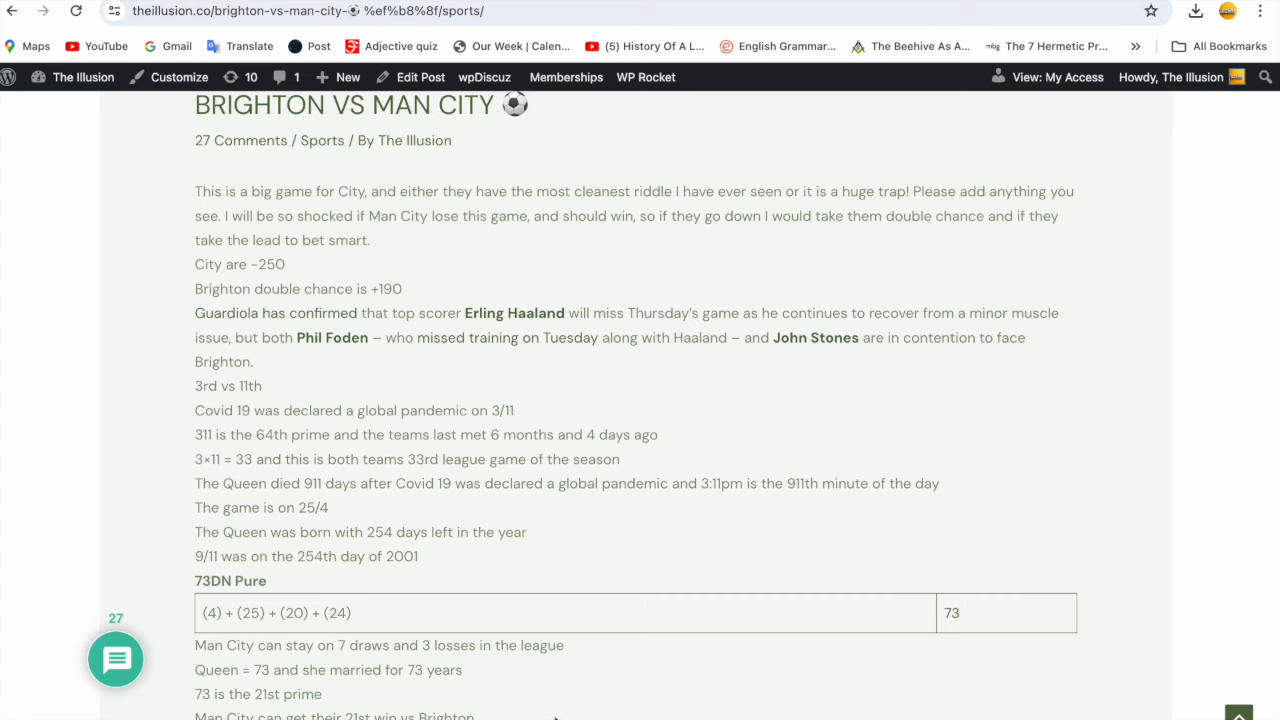 theillusion.co/brighton-vs-man-city-⚽ %ef%b8%8f/sports/
Maps YouTube Gmail Translate Post Adjective quiz Our Week | Calen... (5) History Of A L... English Grammar... The Beehive As A... mbg The 7 Hermetic Pr... » All Bookmarks
The Illusion Customize 10 1 New Edit Post wpDiscuz Memberships WP Rocket View: My Access Howdy, The Illusion
BRIGHTON VS MAN CITY ⚽
27 Comments / Sports / By The Illusion
This is a big game for City, and either they have the most cleanest riddle I have ever seen or it is a huge trap! Please add anything you
see. I will be so shocked if Man City lose this game, and should win, so if they go down I would take them double chance and if they
take the lead to bet smart.
City are -250
Brighton double chance is +190
Guardiola has confirmed that top scorer Erling Haaland will miss Thursday's game as he continues to recover from a minor muscle
issue, but both Phil Foden – who missed training on Tuesday along with Haaland – and John Stones are in contention to face
Brighton.
3rd vs 11th
Covid 19 was declared a global pandemic on 3/11
311 is the 64th prime and the teams last met 6 months and 4 days ago
3×11 = 33 and this is both teams 33rd league game of the season
The Queen died 911 days after Covid 19 was declared a global pandemic and 3:11pm is the 911th minute of the day
The game is on 25/4
The Queen was born with 254 days left in the year
9/11 was on the 254th day of 2001
73DN Pure
(4) + (25) + (20) + (24) 73
27
Man City can stay on 7 draws and 3 losses in the league
Queen = 73 and she married for 73 years
73 is the 21st prime
Man City can get their 21st win vs Brighton